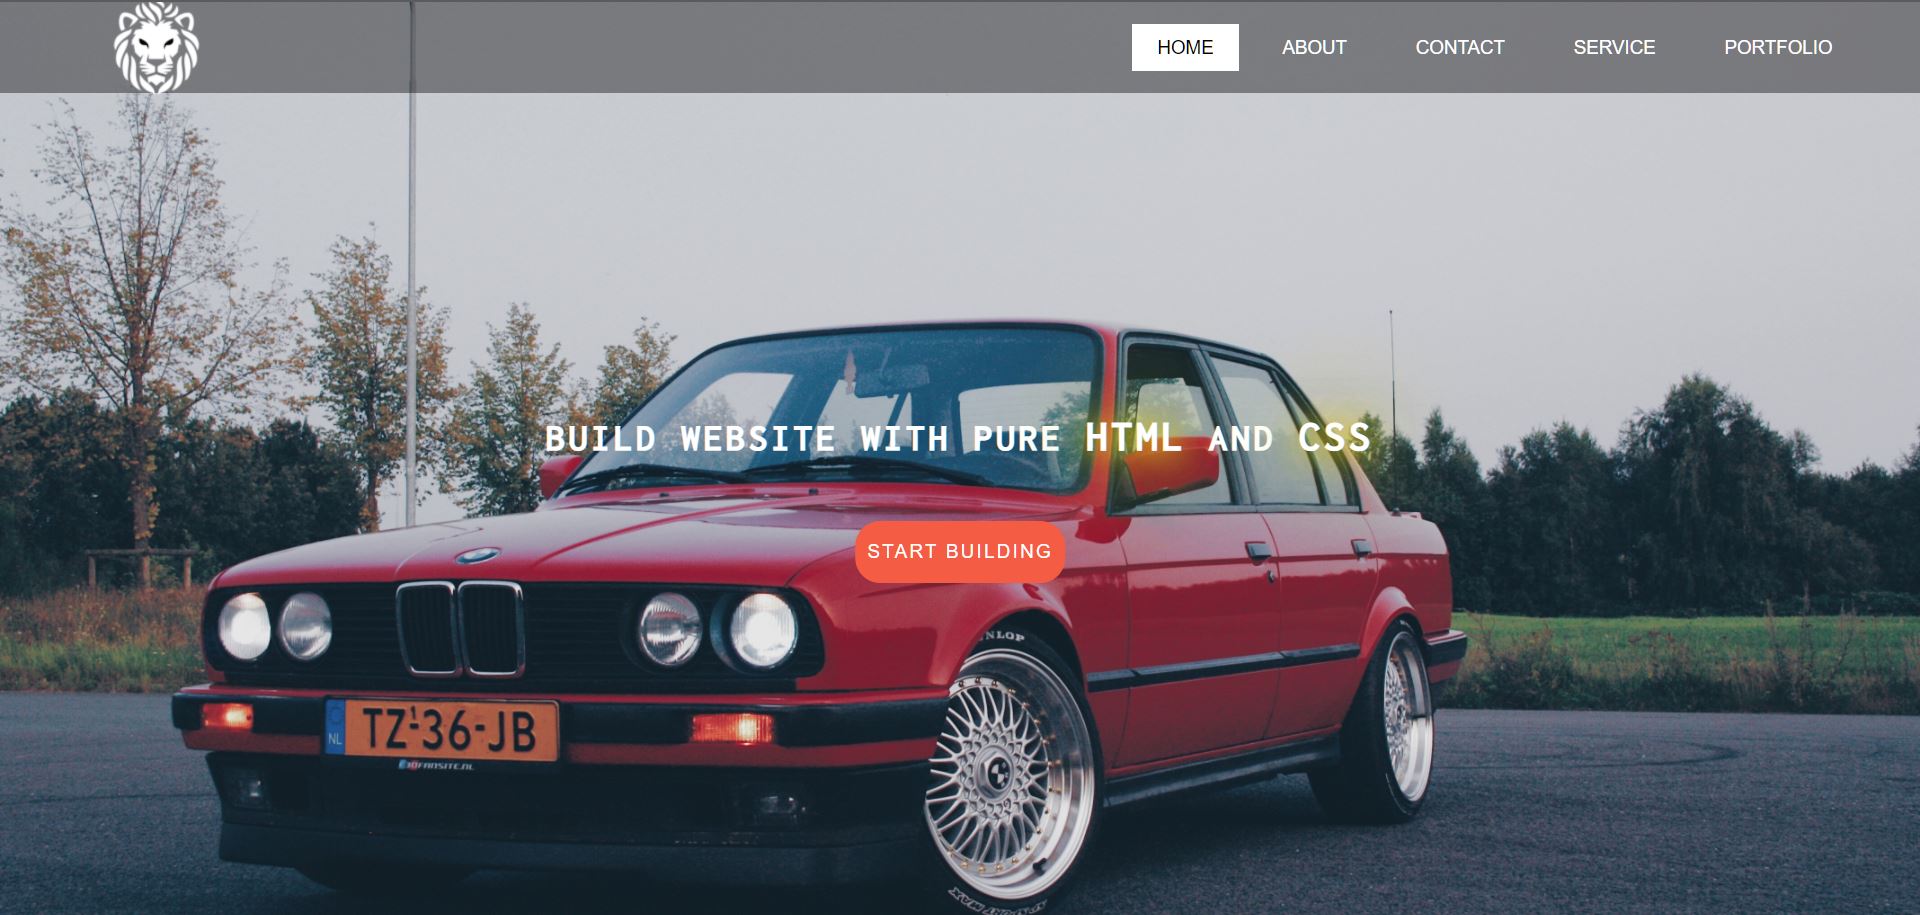 HOME ABOUT CONTACT SERVICE PORTFOLIO
BUILD WEBSITE WITH PURE HTML AND CSS
START BUILDING
NLOP
NL TZ-36-JB
FANSITE.NL